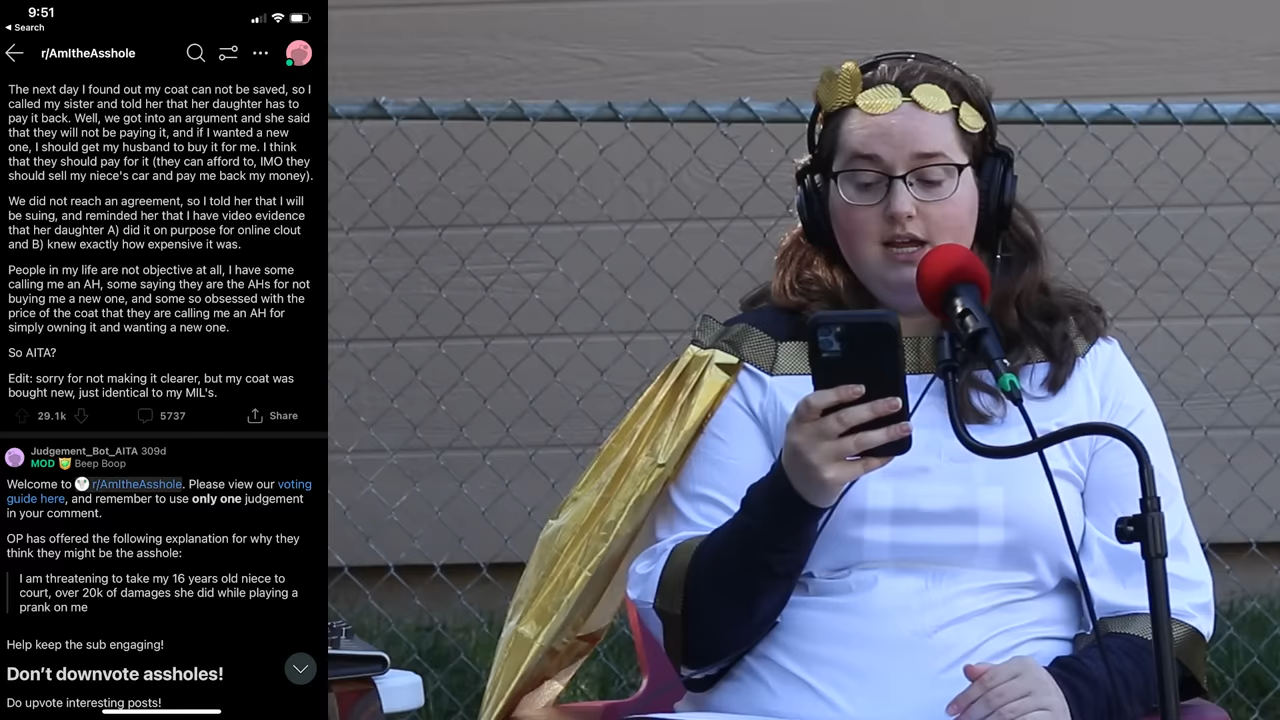 9:51
Search
r/AmItheAsshole
The next day I found out my coat can not be saved, so I
called my sister and told her that her daughter has to
pay it back. Well, we got into an argument and she said
that they will not be paying it, and if I wanted a new
one, I should get my husband to buy it for me. I think
that they should pay for it (they can afford to, IMO they
should sell my niece's car and pay me back my money).
We did not reach an agreement, so I told her that I will
be suing, and reminded her that I have video evidence
that her daughter A) did it on purpose for online clout
and B) knew exactly how expensive it was.
People in my life are not objective at all, I have some
calling me an AH, some saying they are the AHs for not
buying me a new one, and some so obsessed with the
price of the coat that they are calling me an AH for
simply owning it and wanting a new one.
So AITA?
Edit: sorry for not making it clearer, but my coat was
bought new, just identical to my MIL's.
29.1k 5737 Share
Judgement_Bot_AITA 309d
MOD Beep Boop
Welcome to r/AmItheAsshole. Please view our voting
guide here, and remember to use only one judgement
in your comment.
OP has offered the following explanation for why they
think they might be the asshole:
I am threatening to take my 16 years old niece to
court, over 20k of damages she did while playing a
prank on me
Help keep the sub engaging!
Don't downvote assholes!
Do upvote interesting posts!